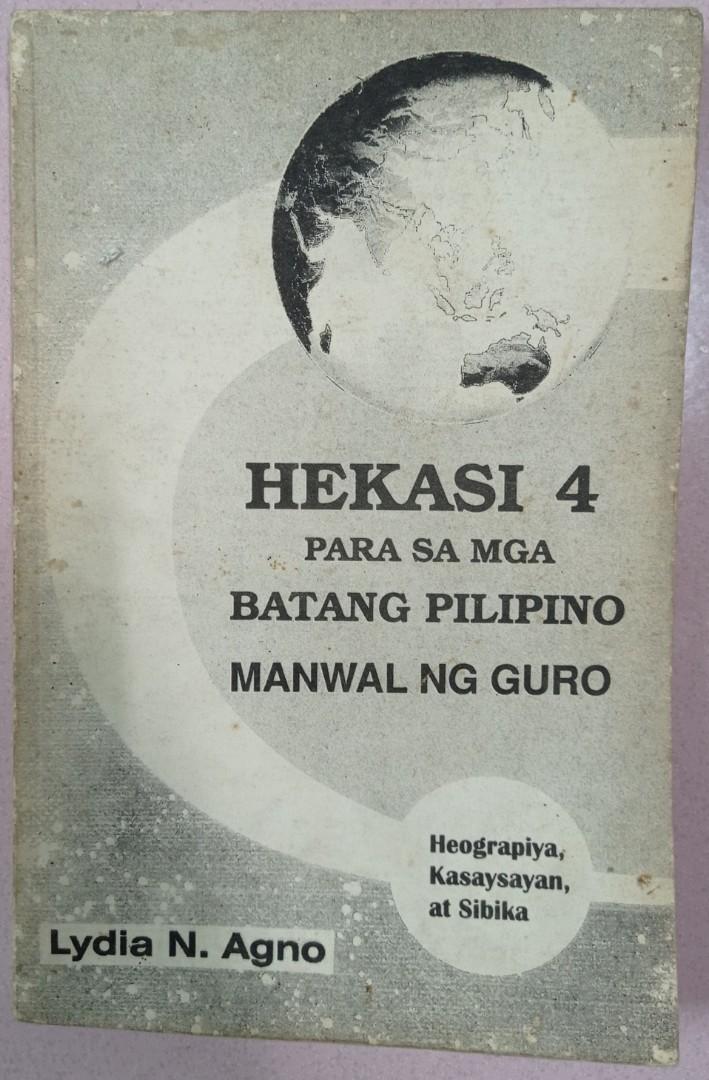 HEKASI 4
PARA SA MGA
BATANG PILIPINO
MANWAL NG GURO
Heograpiya,
Kasaysayan,
at Sibika
Lydia N. Agno